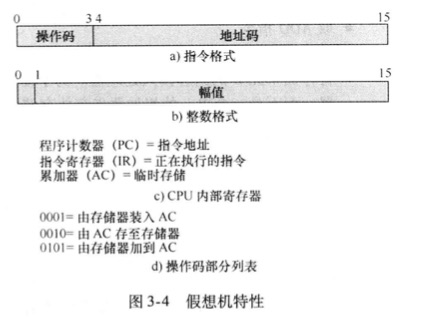 0 3 4 15
操作码 地址码
a) 指令格式
0 1 15
幅值
b) 整数格式
程序计数器（PC）= 指令地址
指令寄存器（IR）= 正在执行的指令
累加器（AC）= 临时存储
c) CPU 内部寄存器
0001= 由存储器装入 AC
0010= 由 AC 存至存储器
0101= 由存储器加到 AC
d) 操作码部分列表
图 3-4 假想机特性